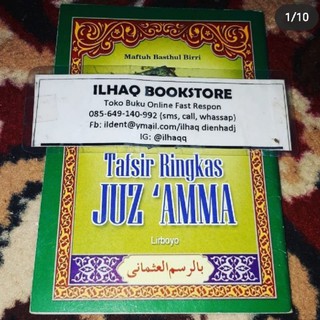 1/10
Maftuh Basthul Birri
ILHAQ BOOKSTORE
Toko Buku Online Fast Respon
085-649-140-992 (sms, call, whassap)
Fb: ildent@ymail.com/ilhaq dienhadj
IG: @ilhaqq
Tafsir Ringkas
JUZ 'AMMA
Lirboyo
بالرسم العثماني